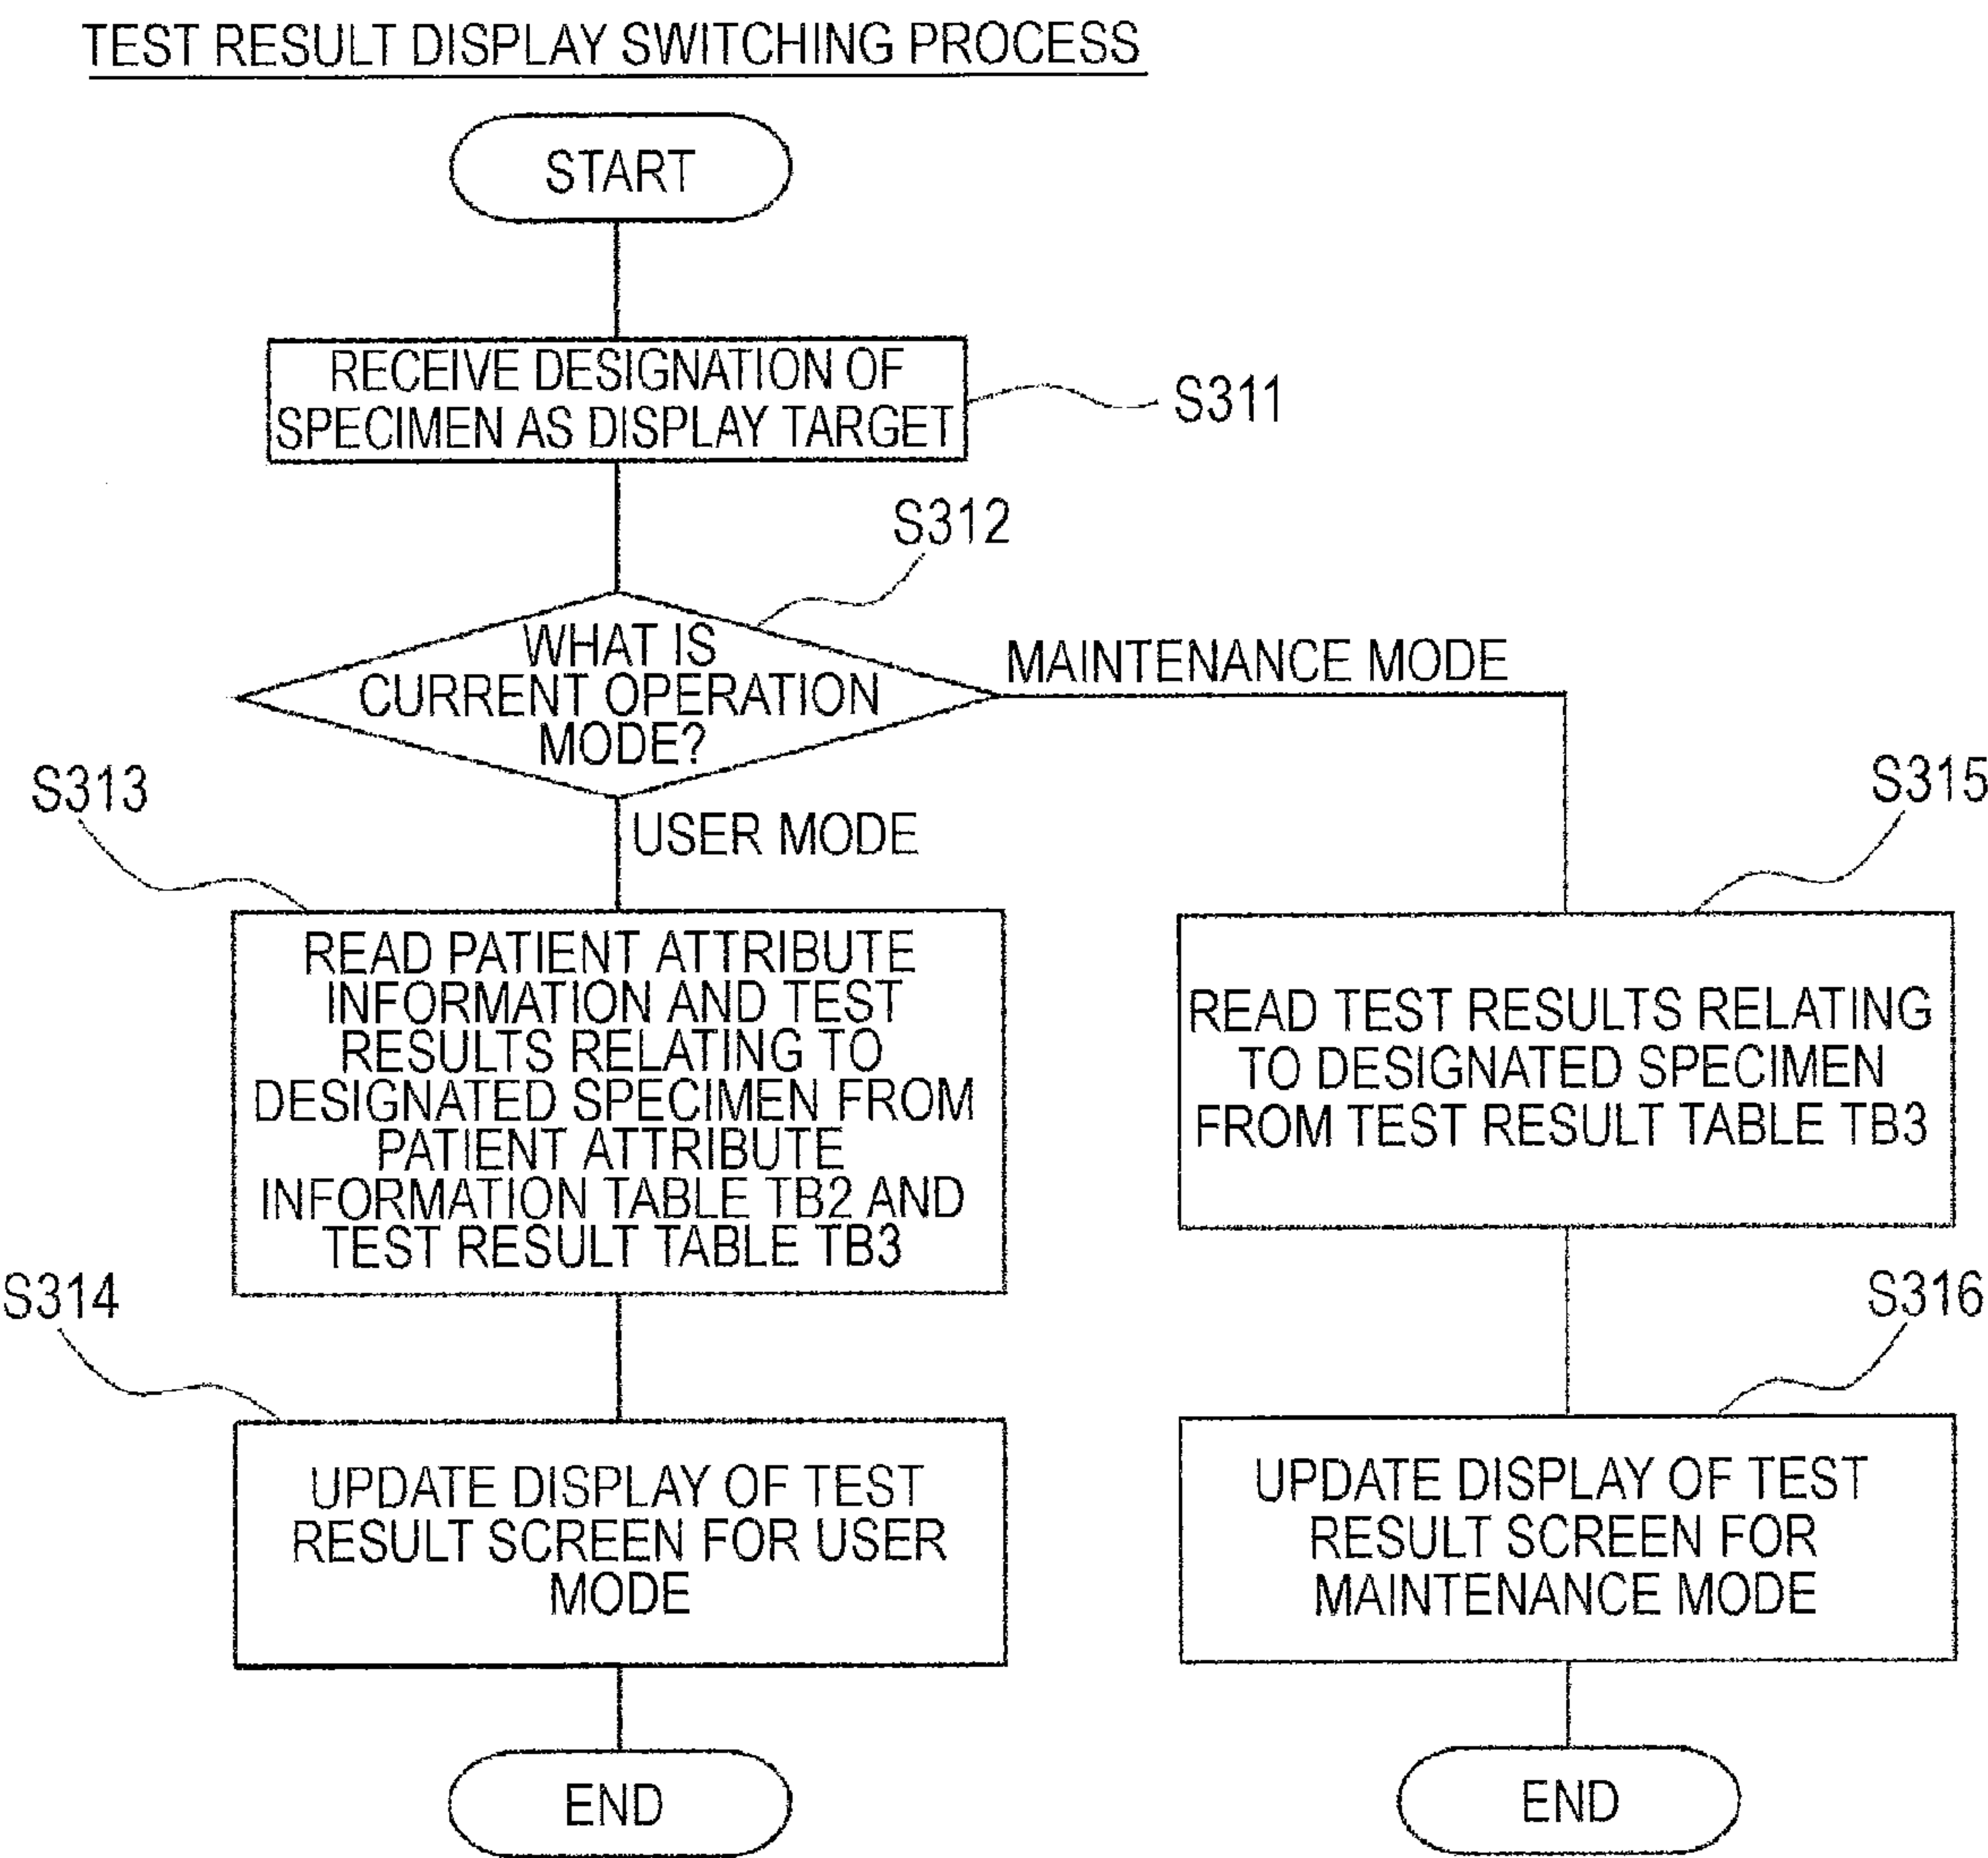 TEST RESULT DISPLAY SWITCHING PROCESS
START
RECEIVE DESIGNATION OF
SPECIMEN AS DISPLAY TARGET
S311
S312
WHAT IS
CURRENT OPERATION
MODE?
MAINTENANCE MODE
USER MODE
S313
READ PATIENT ATTRIBUTE
INFORMATION AND TEST
RESULTS RELATING TO
DESIGNATED SPECIMEN FROM
PATIENT ATTRIBUTE
INFORMATION TABLE TB2 AND
TEST RESULT TABLE TB3
S314
UPDATE DISPLAY OF TEST
RESULT SCREEN FOR USER
MODE
END
S315
READ TEST RESULTS RELATING
TO DESIGNATED SPECIMEN
FROM TEST RESULT TABLE TB3
S316
UPDATE DISPLAY OF TEST
RESULT SCREEN FOR
MAINTENANCE MODE
END